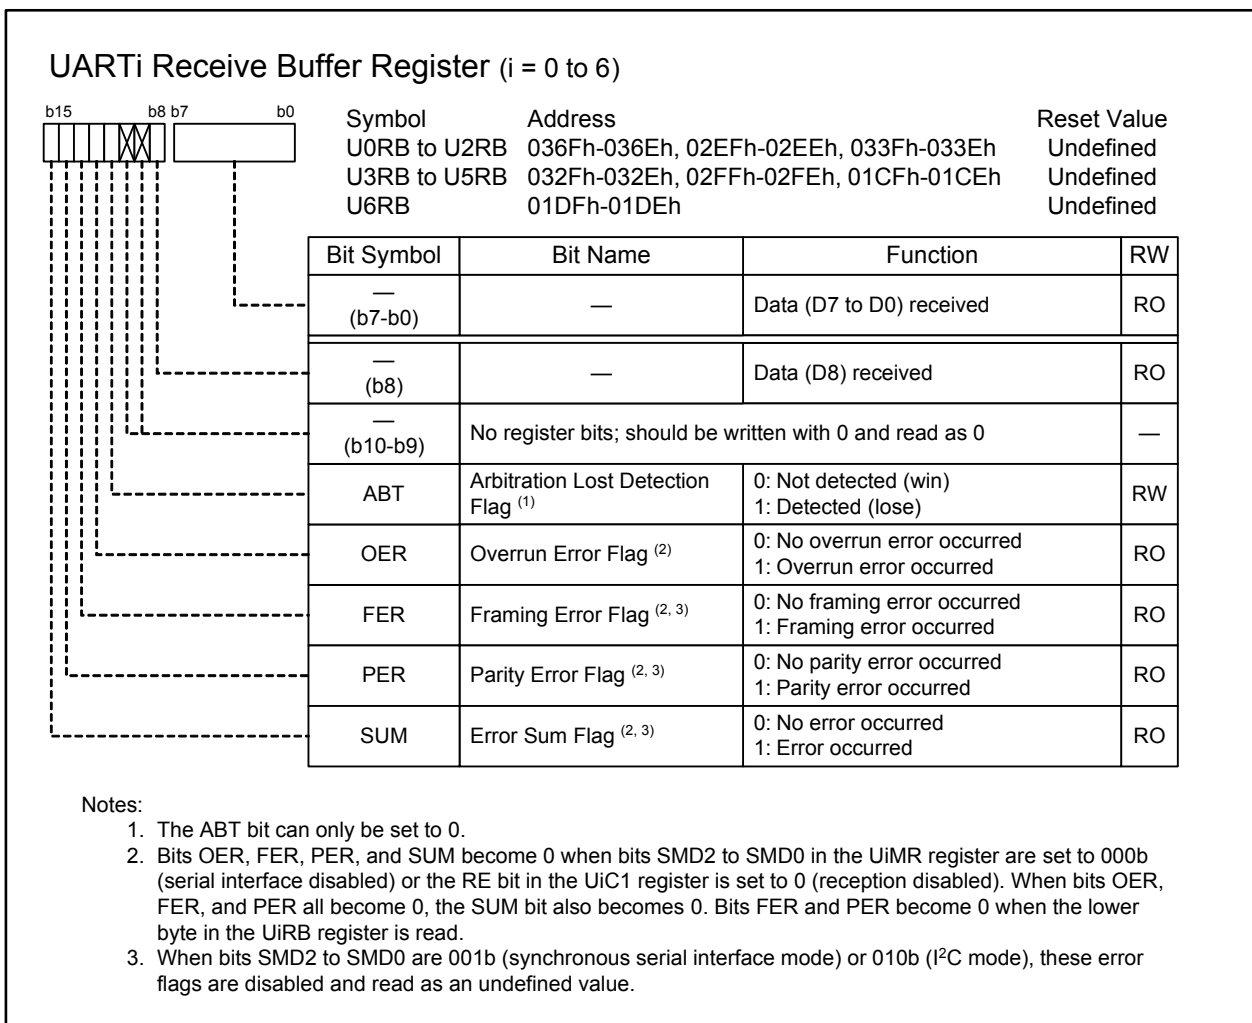 UARTi Receive Buffer Register (i = 0 to 6)
b15 b8 b7 b0
Symbol Address Reset Value
U0RB to U2RB 036Fh-036Eh, 02EFh-02EEh, 033Fh-033Eh Undefined
U3RB to U5RB 032Fh-032Eh, 02FFh-02FEh, 01CFh-01CEh Undefined
U6RB 01DFh-01DEh Undefined
Bit Symbol Bit Name Function RW
— (b7-b0) — Data (D7 to D0) received RO
— (b8) — Data (D8) received RO
— (b10-b9) No register bits; should be written with 0 and read as 0 —
ABT Arbitration Lost Detection Flag (1) 0: Not detected (win) RW
1: Detected (lose)
OER Overrun Error Flag (2) 0: No overrun error occurred RO
1: Overrun error occurred
FER Framing Error Flag (2, 3) 0: No framing error occurred RO
1: Framing error occurred
PER Parity Error Flag (2, 3) 0: No parity error occurred RO
1: Parity error occurred
SUM Error Sum Flag (2, 3) 0: No error occurred RO
1: Error occurred
Notes:
1. The ABT bit can only be set to 0.
2. Bits OER, FER, PER, and SUM become 0 when bits SMD2 to SMD0 in the UiMR register are set to 000b
(serial interface disabled) or the RE bit in the UiC1 register is set to 0 (reception disabled). When bits OER,
FER, and PER all become 0, the SUM bit also becomes 0. Bits FER and PER become 0 when the lower
byte in the UiRB register is read.
3. When bits SMD2 to SMD0 are 001b (synchronous serial interface mode) or 010b (I²C mode), these error
flags are disabled and read as an undefined value.